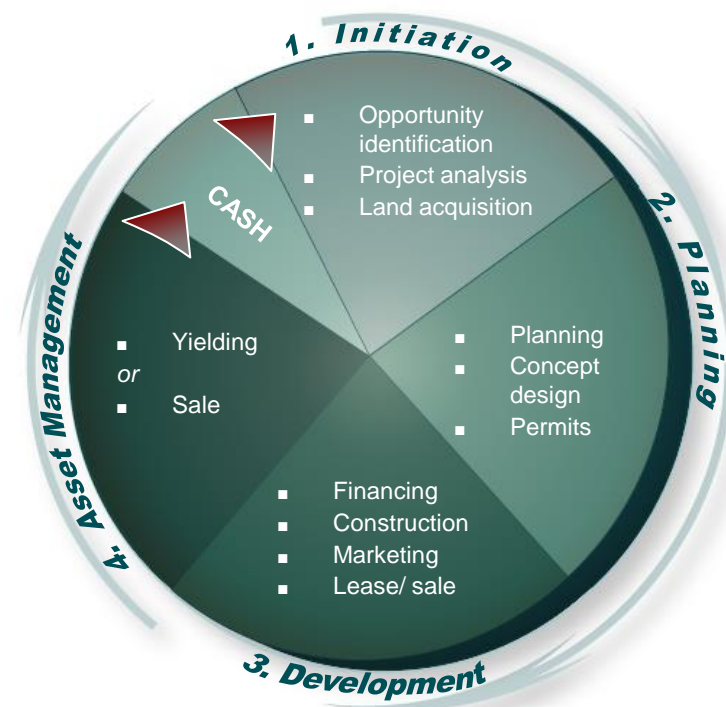 1. Initiation
■ Opportunity
identification
■ Project analysis
■ Land acquisition
CASH
2. Planning
■ Planning
■ Concept
design
■ Permits
■ Financing
■ Construction
■ Marketing
■ Lease/ sale
3. Development
■ Yielding
or
■ Sale
4. Asset Management